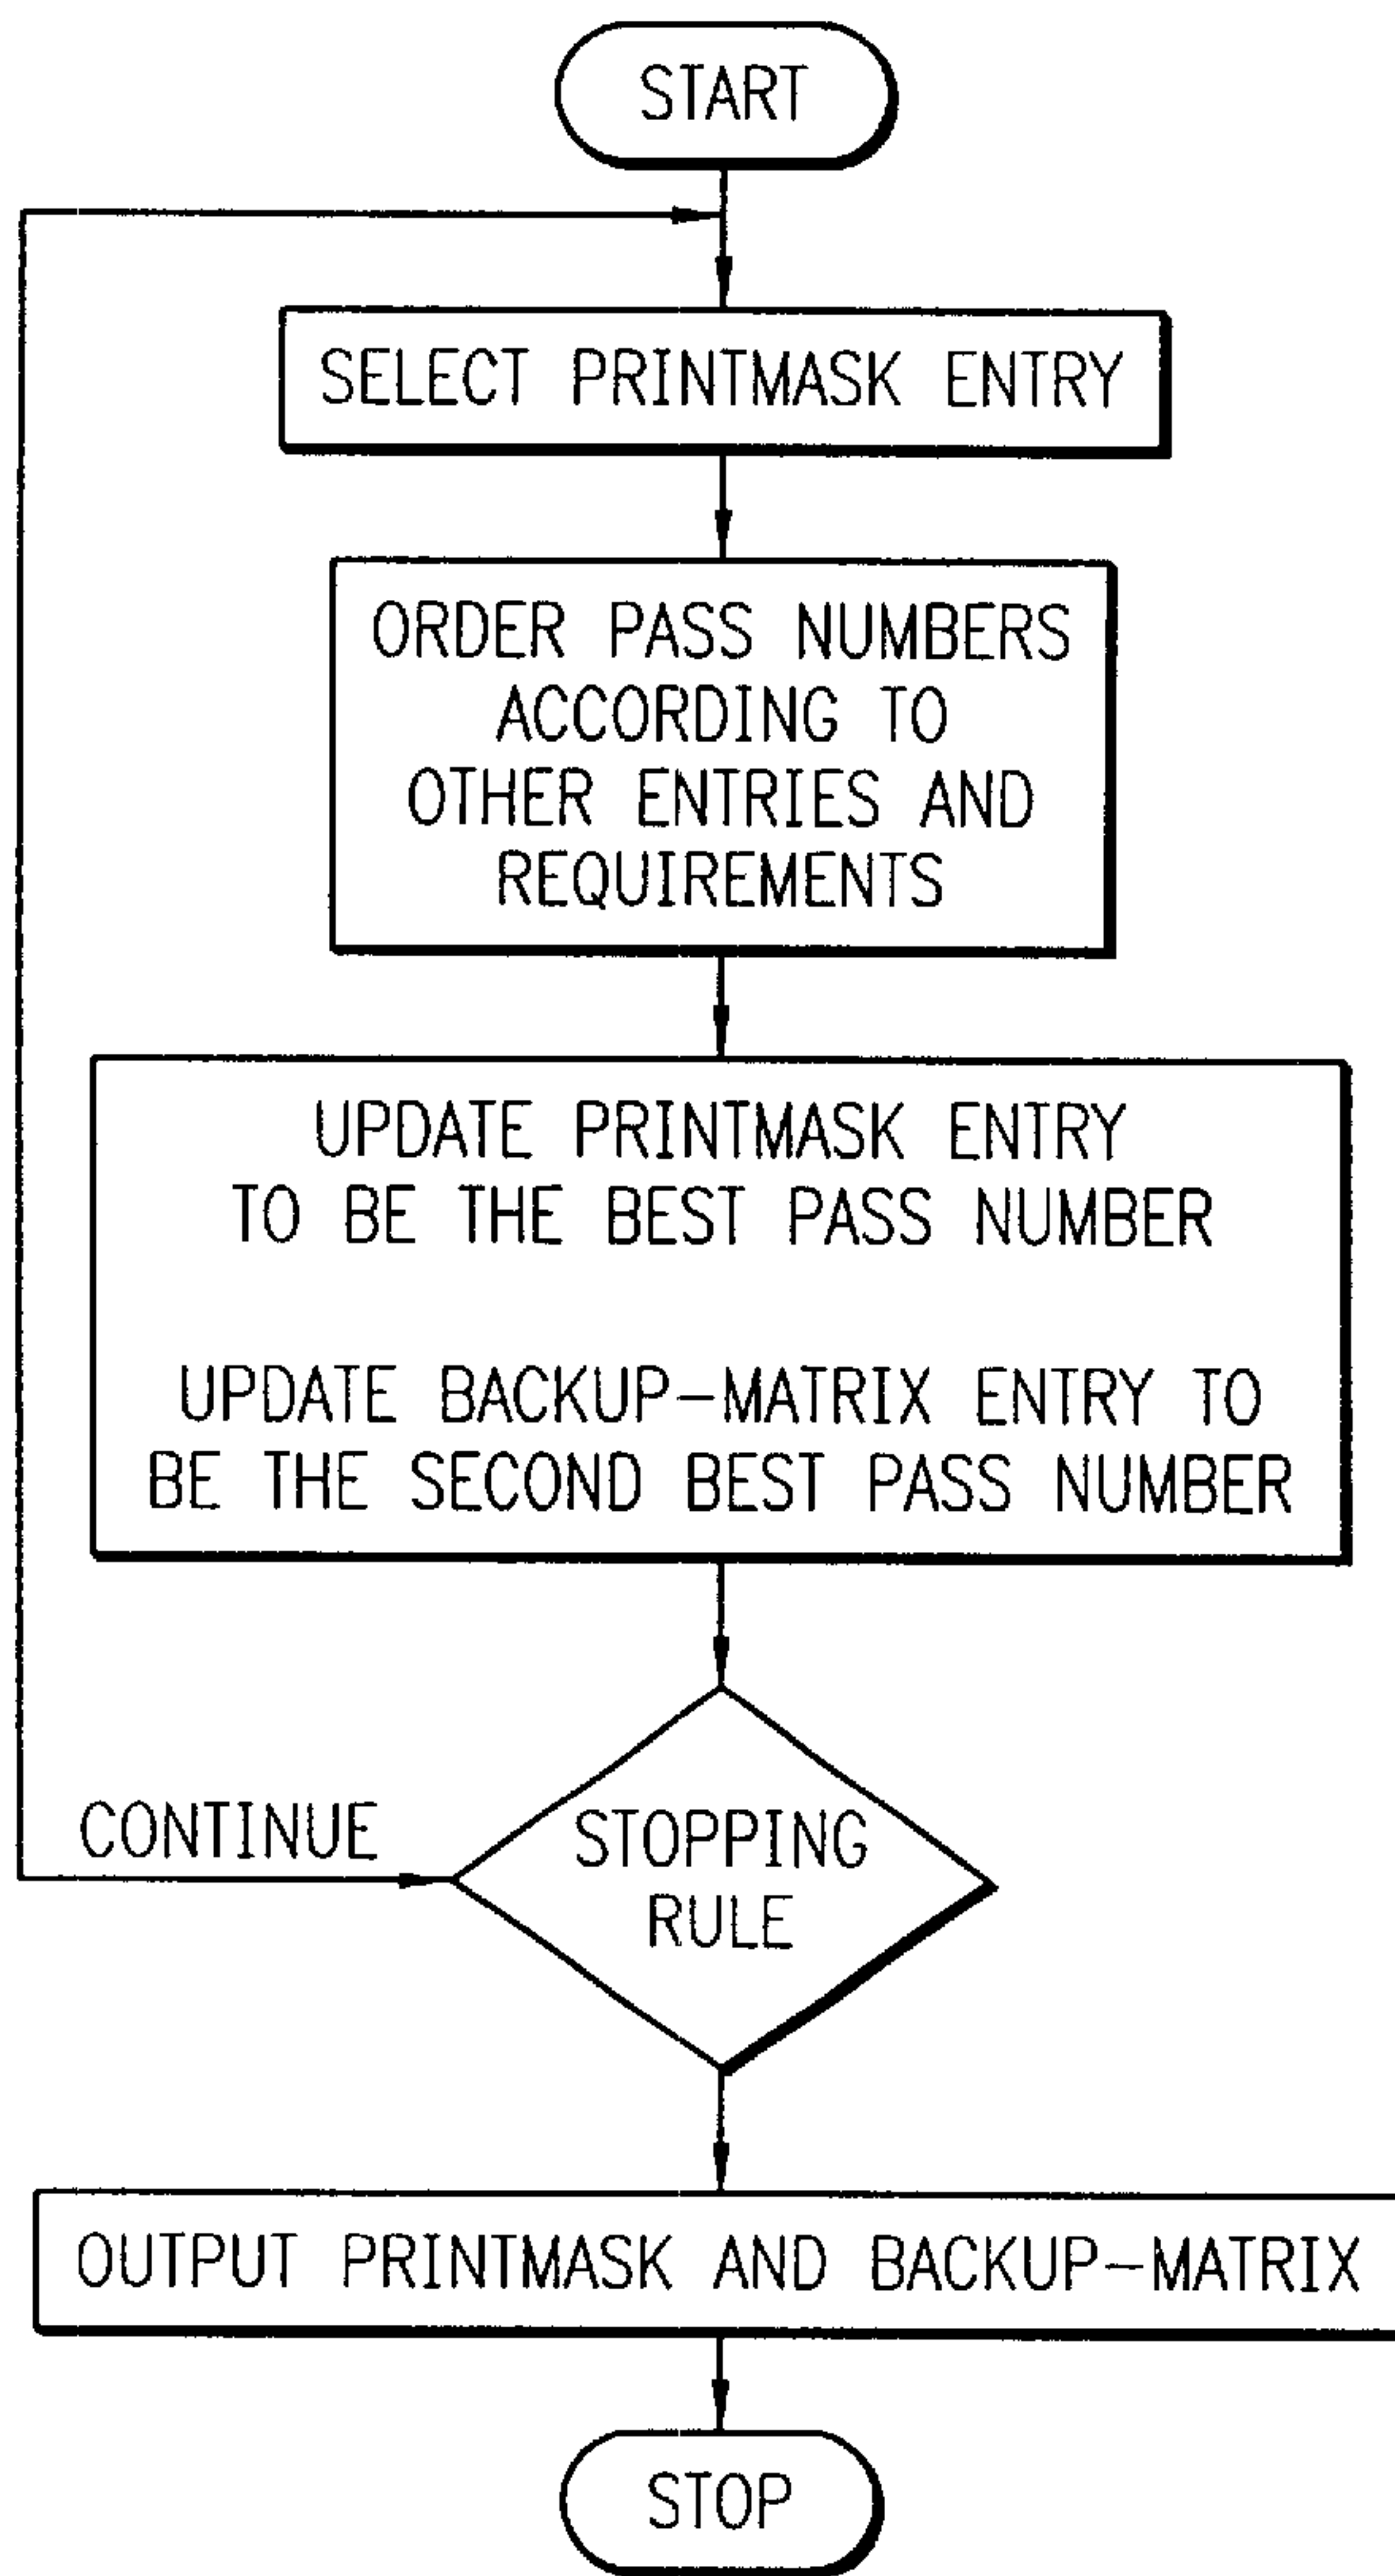 START
SELECT PRINTMASK ENTRY
ORDER PASS NUMBERS
ACCORDING TO
OTHER ENTRIES AND
REQUIREMENTS
UPDATE PRINTMASK ENTRY
TO BE THE BEST PASS NUMBER
UPDATE BACKUP-MATRIX ENTRY TO
BE THE SECOND BEST PASS NUMBER
CONTINUE
STOPPING
RULE
OUTPUT PRINTMASK AND BACKUP-MATRIX
STOP